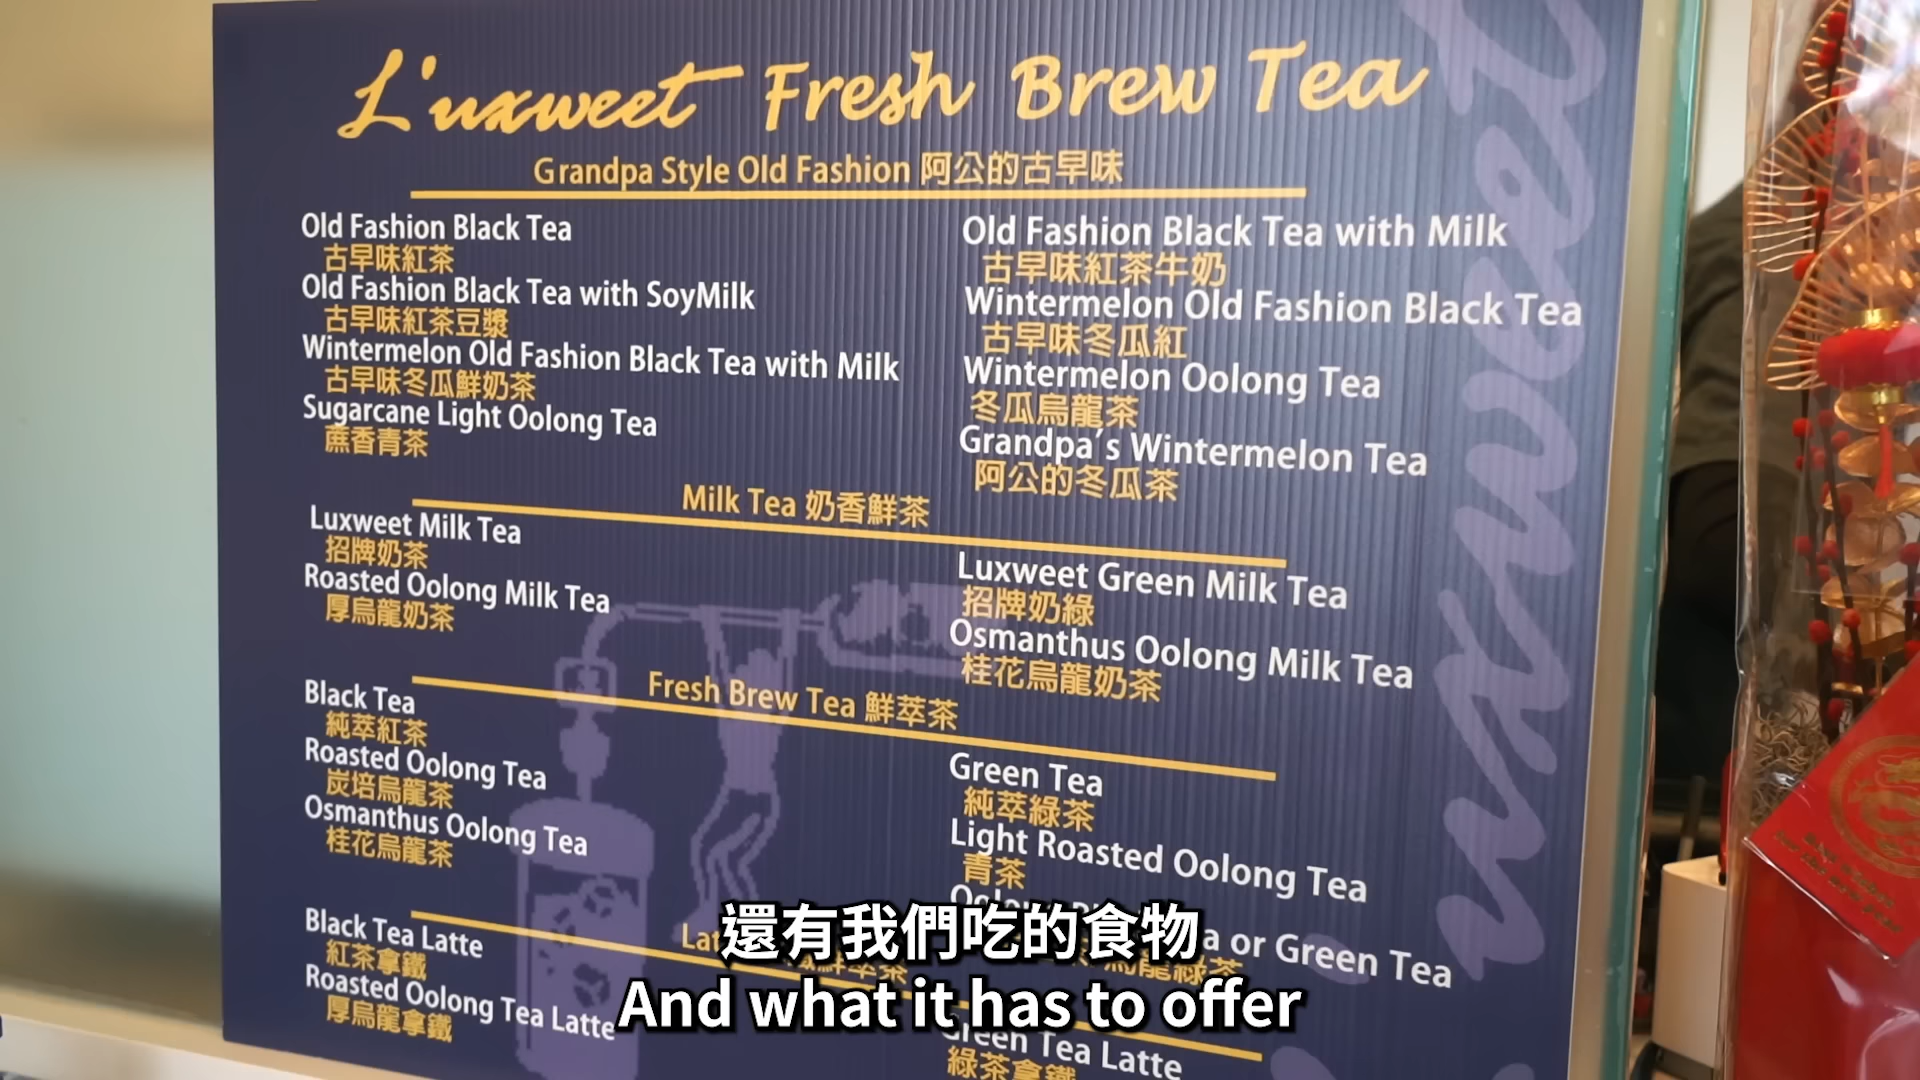 L'uxweet Fresh Brew Tea
Grandpa Style Old Fashion 阿公的古早味
Old Fashion Black Tea
古早味紅茶
Old Fashion Black Tea with SoyMilk
古早味紅茶豆漿
Wintermelon Old Fashion Black Tea with Milk
古早味冬瓜鮮奶茶
Sugarcane Light Oolong Tea
蔗香青茶
Old Fashion Black Tea with Milk
古早味紅茶牛奶
Wintermelon Old Fashion Black Tea
古早味冬瓜紅
Wintermelon Oolong Tea
冬瓜烏龍茶
Grandpa's Wintermelon Tea
阿公的冬瓜茶
Milk Tea 奶香鮮茶
Luxweet Milk Tea
招牌奶茶
Roasted Oolong Milk Tea
厚烏龍奶茶
Luxweet Green Milk Tea
招牌奶綠
Osmanthus Oolong Milk Tea
桂花烏龍奶茶
Fresh Brew Tea 鮮萃茶
Black Tea
純萃紅茶
Roasted Oolong Tea
炭培烏龍茶
Osmanthus Oolong Tea
桂花烏龍茶
Green Tea
純萃綠茶
Light Roasted Oolong Tea
青茶
or Green Tea
Black Tea Latte
紅茶拿鐵
Roasted Oolong Tea Latte
厚烏龍拿鐵
Green Tea Latte
綠茶拿鐵
還有我們吃的食物
And what it has to offer